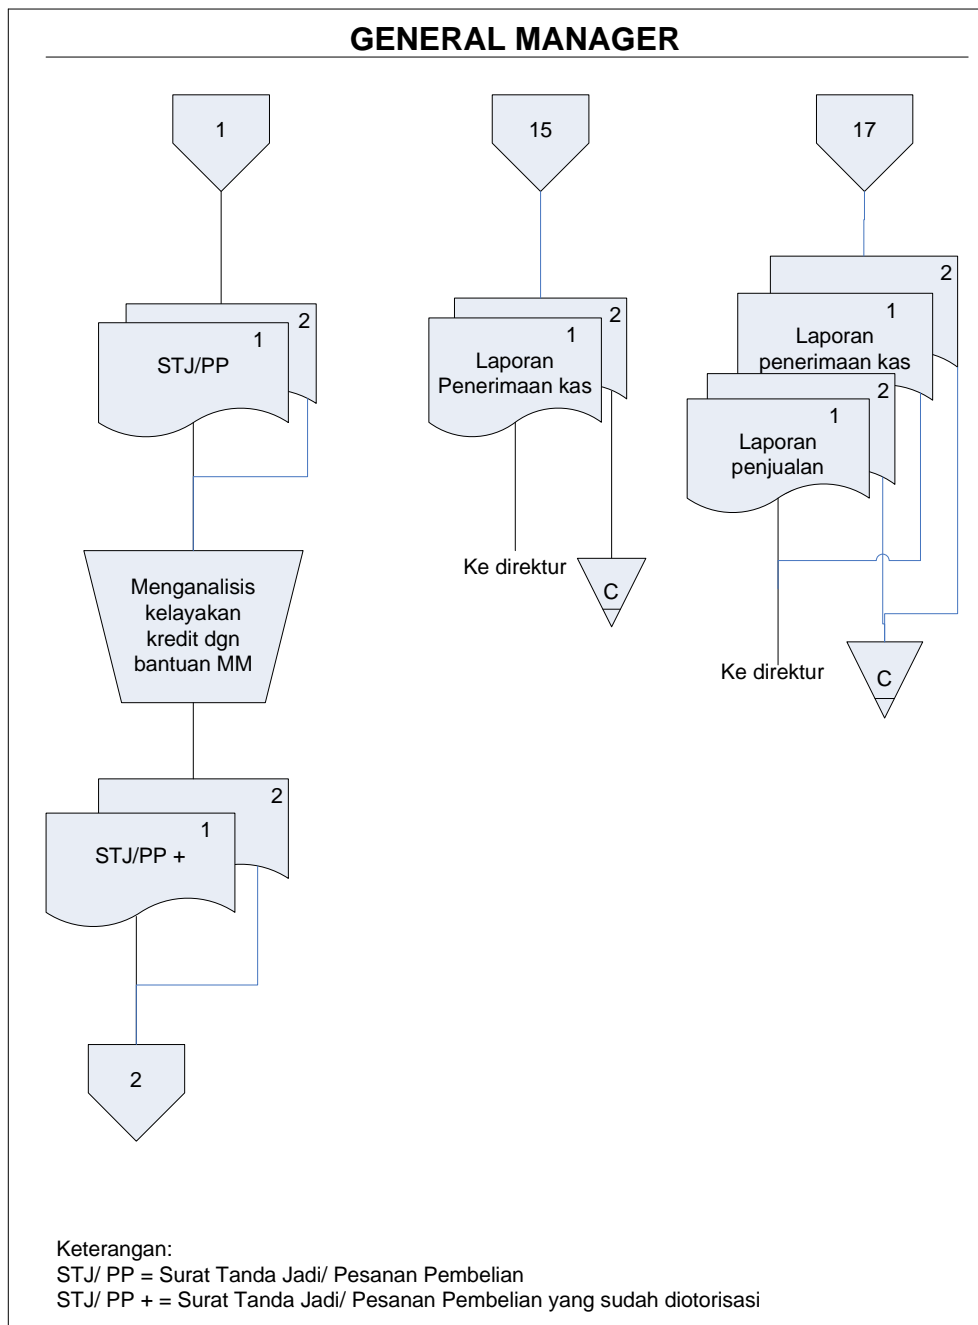 GENERAL MANAGER
1
15
17
2
1
STJ/PP
2
1
Laporan
Penerimaan kas
2
1
Laporan
penerimaan kas
2
1
Laporan
penjualan
Ke direktur
C
Ke direktur
C
Menganalisis
kelayakan
kredit dgn
bantuan MM
2
1
STJ/PP +
2
Keterangan:
STJ/ PP = Surat Tanda Jadi/ Pesanan Pembelian
STJ/ PP + = Surat Tanda Jadi/ Pesanan Pembelian yang sudah diotorisasi